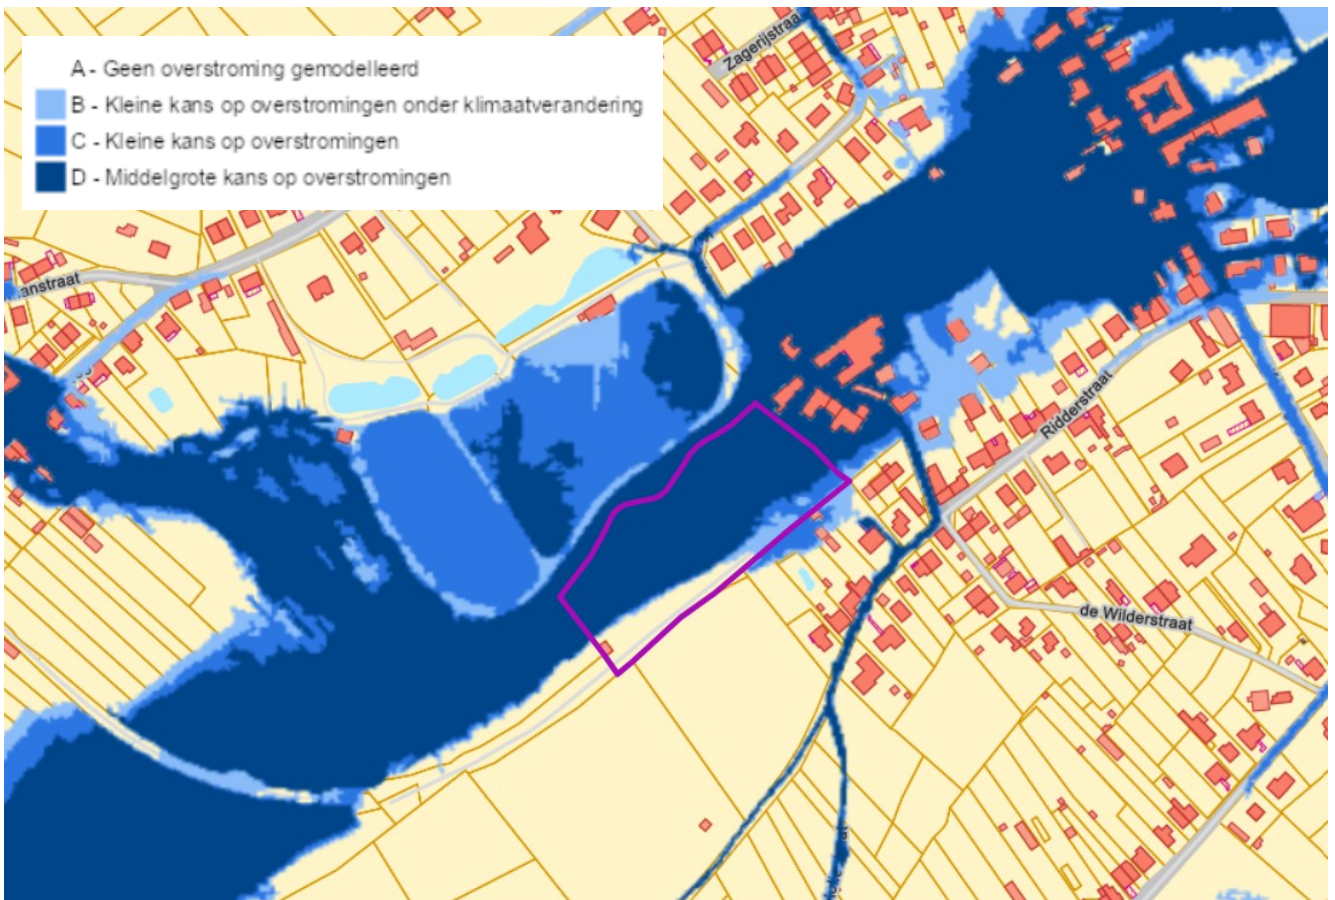 Zagerijstraa
A - Geen overstroming gemodelleerd
B - Kleine kans op overstromingen onder klimaatverandering
C - Kleine kans op overstromingen
D - Middelgrote kans op overstromingen
anstraat
Ridderstraat
de Wilderstraat